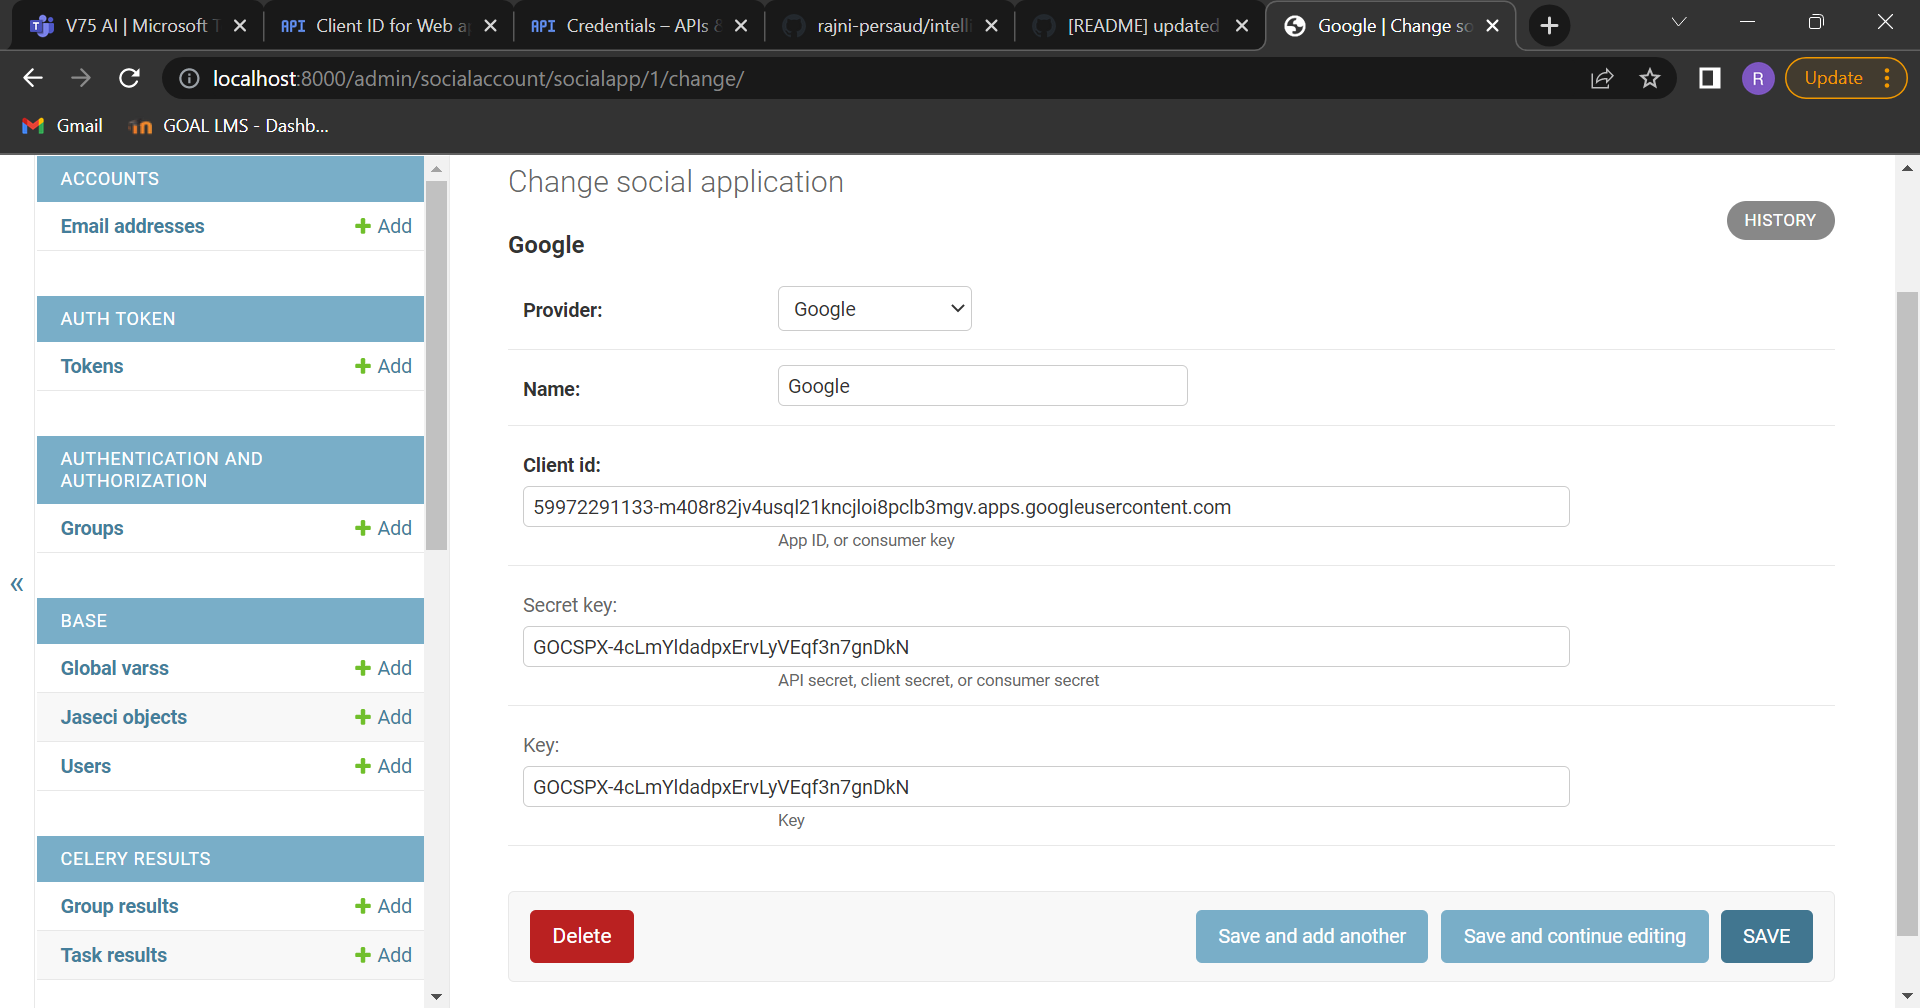 V75 AI | Microsoft T
Client ID for Web a
Credentials – APIs &
rajni-persaud/intelli
[README] updated
Google | Change so
localhost:8000/admin/socialaccount/socialapp/1/change/
R
Update
Gmail
GOAL LMS - Dashb...
ACCOUNTS
Email addresses
Add
AUTH TOKEN
Tokens
Add
AUTHENTICATION AND
AUTHORIZATION
Groups
Add
BASE
Global varss
Add
Jaseci objects
Add
Users
Add
CELERY RESULTS
Group results
Add
Task results
Add
«
Change social application
HISTORY
Google
Provider:
Google
Name:
Google
Client id:
59972291133-m408r82jv4usql21kncjloi8pclb3mgv.apps.googleusercontent.com
App ID, or consumer key
Secret key:
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
API secret, client secret, or consumer secret
Key:
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
Key
Delete
Save and add another
Save and continue editing
SAVE